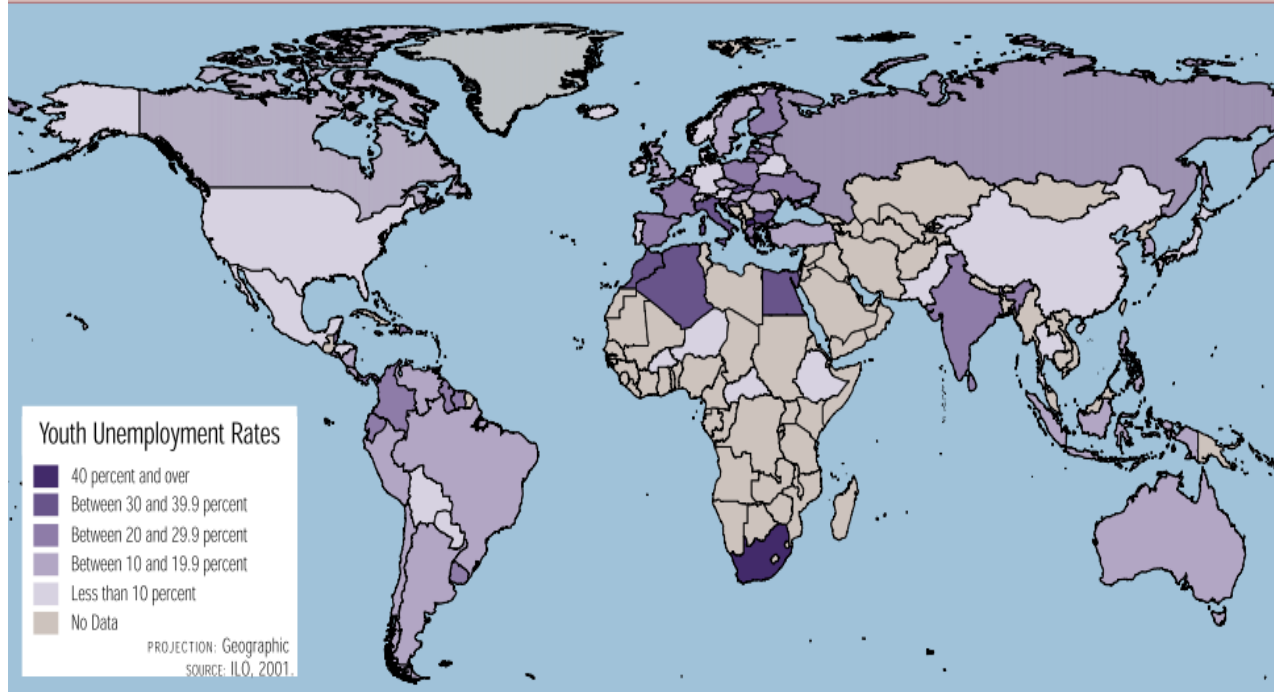 Youth Unemployment Rates
40 percent and over
Between 30 and 39.9 percent
Between 20 and 29.9 percent
Between 10 and 19.9 percent
Less than 10 percent
No Data
PROJECTION: Geographic
SOURCE: ILO, 2001.